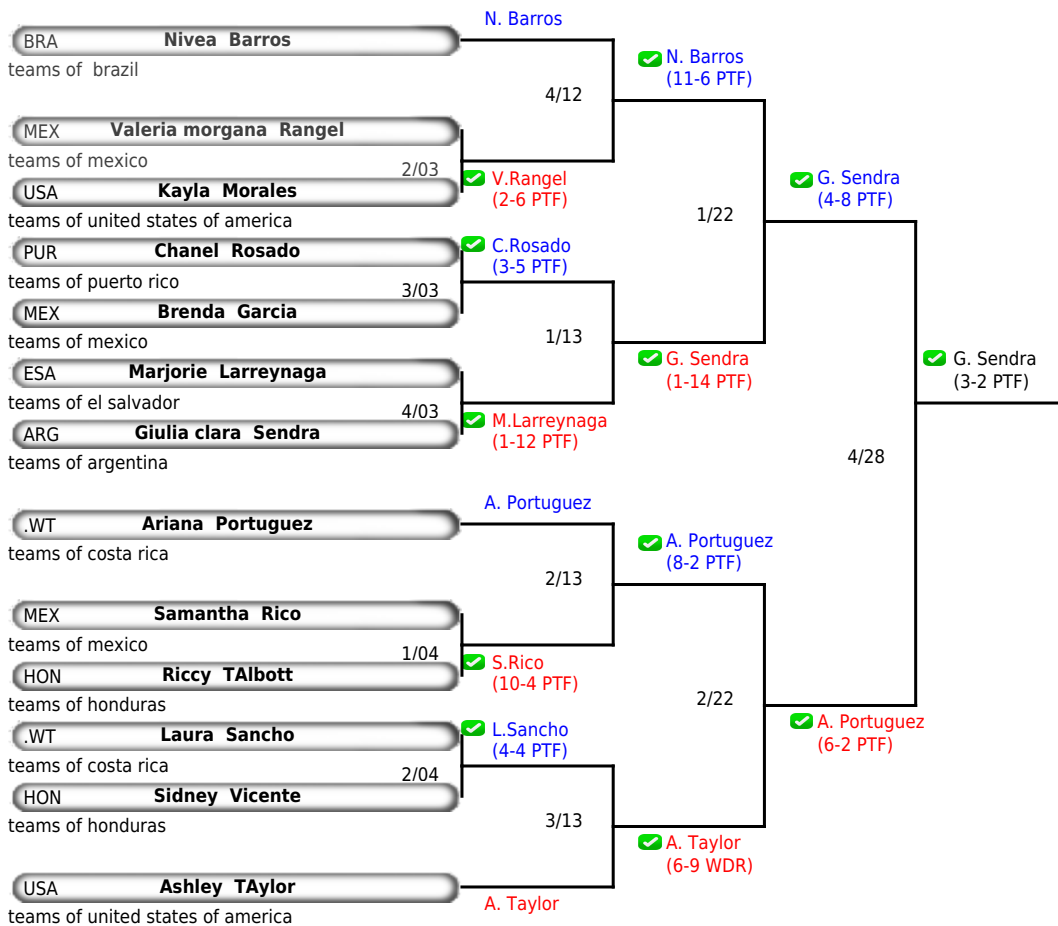 N. Barros
BRA Nivea Barros
teams of brazil
N. Barros
(11-6 PTF)
4/12
MEX Valeria morgana Rangel
teams of mexico
2/03
V.Rangel
(2-6 PTF)
USA Kayla Morales
teams of united states of america
G. Sendra
(4-8 PTF)
1/22
PUR Chanel Rosado
teams of puerto rico
C.Rosado
(3-5 PTF)
3/03
MEX Brenda Garcia
teams of mexico
1/13
G. Sendra
(1-14 PTF)
G. Sendra
(3-2 PTF)
ESA Marjorie Larreynaga
teams of el salvador
4/03
M.Larreynaga
(1-12 PTF)
ARG Giulia clara Sendra
teams of argentina
4/28
A. Portuguez
.WT Ariana Portuguez
teams of costa rica
A. Portuguez
(8-2 PTF)
2/13
MEX Samantha Rico
teams of mexico
1/04
S.Rico
(10-4 PTF)
HON Riccy TAlbott
teams of honduras
2/22
A. Portuguez
(6-2 PTF)
.WT Laura Sancho
teams of costa rica
L.Sancho
(4-4 PTF)
2/04
HON Sidney Vicente
teams of honduras
3/13
A. Taylor
(6-9 WDR)
USA Ashley TAylor
teams of united states of america
A. Taylor